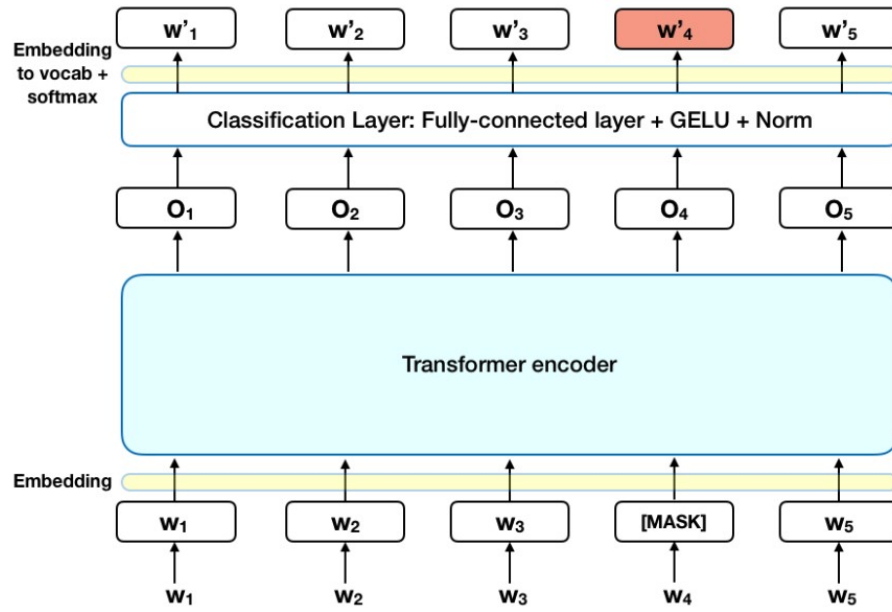 w'₁ w'₂ w'₃ w'₄ w'₅
Embedding
to vocab +
softmax
Classification Layer: Fully-connected layer + GELU + Norm
O₁ O₂ O₃ O₄ O₅
Transformer encoder
Embedding
w₁ w₂ w₃ [MASK] w₅
w₁ w₂ w₃ w₄ w₅